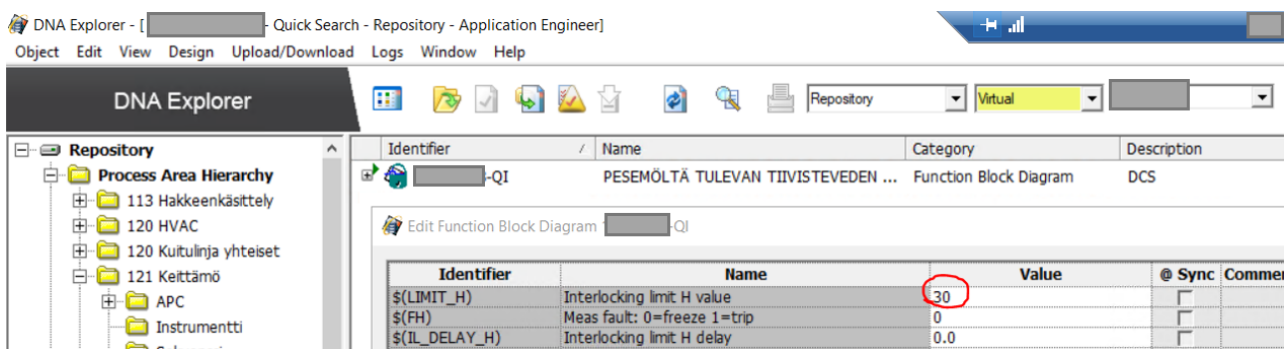 DNA Explorer - [ - Quick Search - Repository - Application Engineer]
Object Edit View Design Upload/Download Logs Window Help
DNA Explorer
Repository Virtual
Repository
Process Area Hierarchy
113 Hakkeenkäsittely
120 HVAC
120 Kuitulinja yhteiset
121 Keittämö
APC
Instrumentti
Identifier / Name Category Description
-QI PESEMÖLTÄ TULEVAN TIIVISTEVEDEN ... Function Block Diagram DCS
Edit Function Block Diagram -QI
Identifier Name Value @ Sync Commer
$(LIMIT_H) Interlocking limit H value 30
$(FH) Meas fault: 0=freeze 1=trip 0
$(IL_DELAY_H) Interlocking limit H delay 0.0